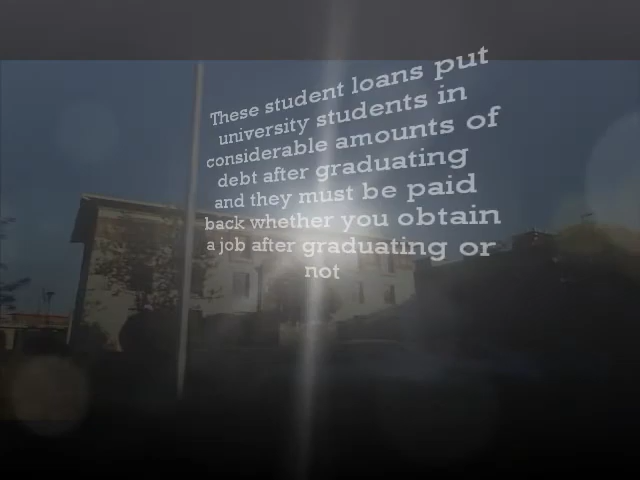 These student loans put
university students in
considerable amounts of
debt after graduating
and they must be paid
back whether you obtain
a job after graduating or
not